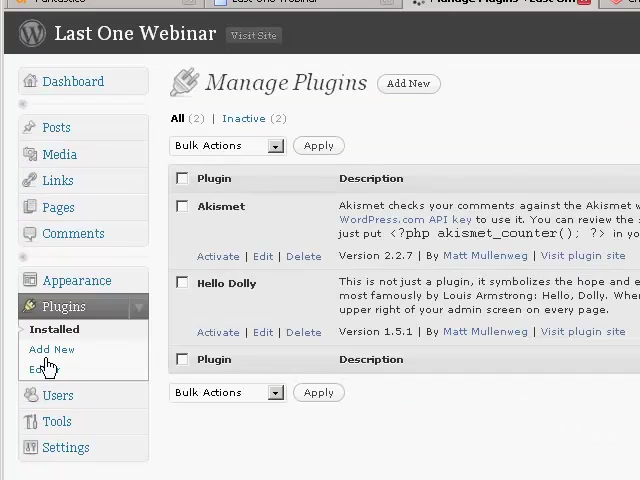 Last One Webinar Visit Site
Dashboard
Posts
Media
Links
Pages
Comments
Appearance
Plugins
Installed
Add New
Users
Tools
Settings
Manage Plugins Add New
All (2) | Inactive (2)
Bulk Actions Apply
Plugin Description
Akismet Akismet checks your comments against the Akismet
WordPress.com API key to use it. You can review the
just put <?php akismet_counter(); ?> in
Activate | Edit | Delete Version 2.2.7 | By Matt Mullenweg | Visit plugin site
Hello Dolly This is not just a plugin, it symbolizes the hope and
most famously by Louis Armstrong: Hello, Dolly.
upper right of your admin screen on every page.
Activate | Edit | Delete Version 1.5.1 | By Matt Mullenweg | Visit plugin site
Plugin Description
Bulk Actions Apply